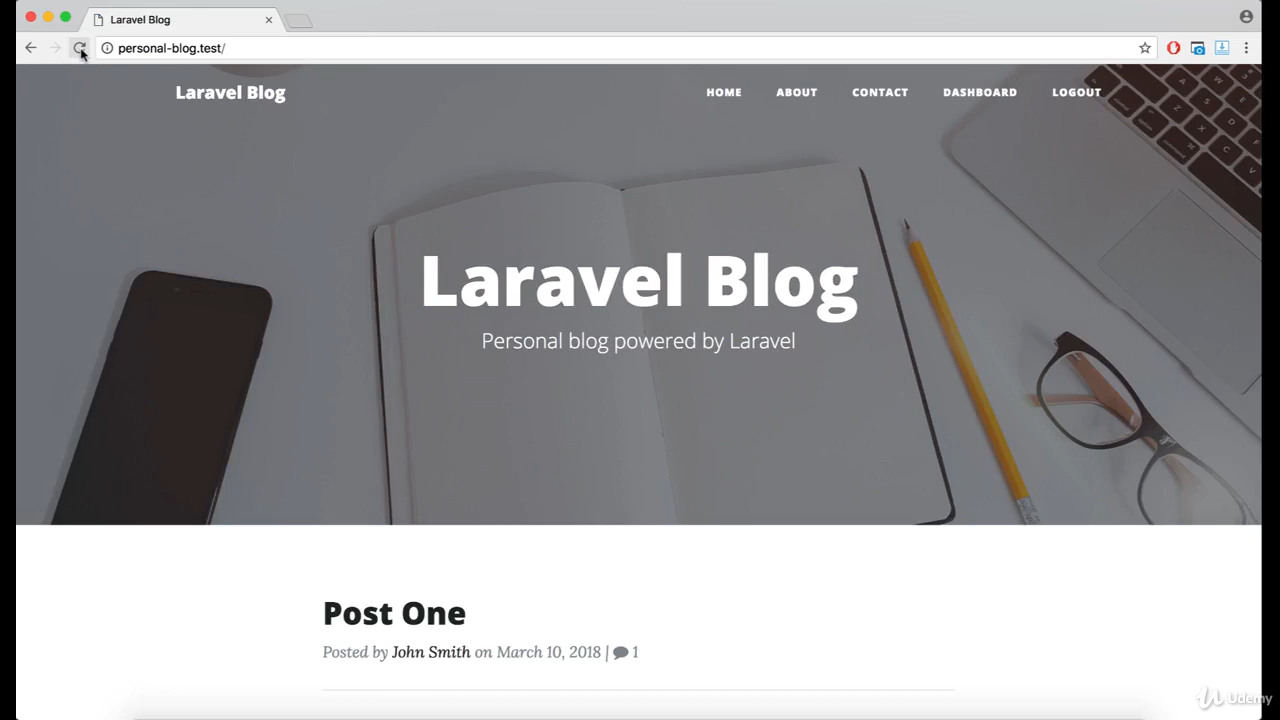 Laravel Blog
personal-blog.test/
Laravel Blog
HOME ABOUT CONTACT DASHBOARD LOGOUT
Laravel Blog
Personal blog powered by Laravel
Post One
Posted by John Smith on March 10, 2018 | 1
Udemy